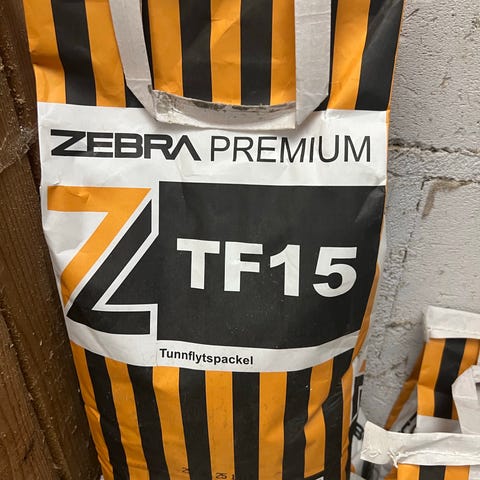 ZEBRA PREMIUM
Z
TF15
Tunnflytspackel